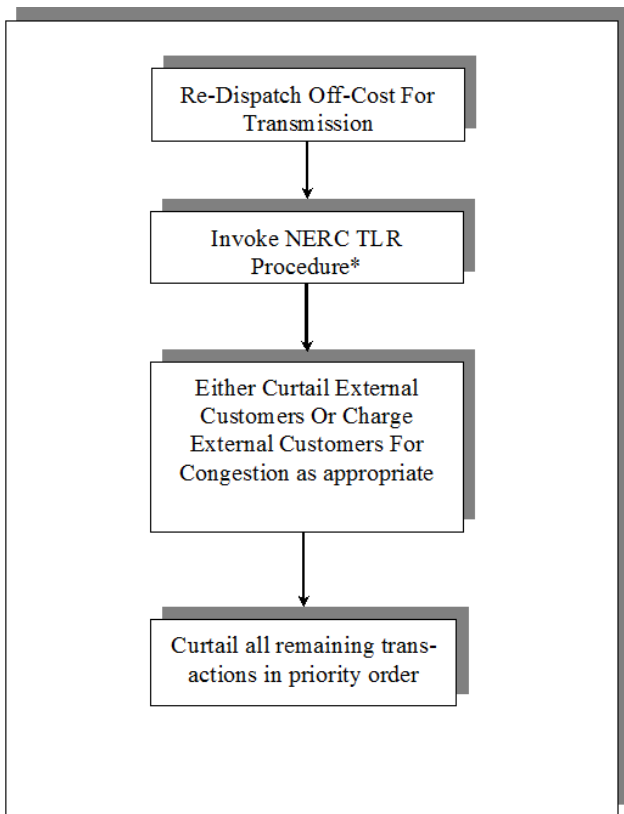 Re-Dispatch Off-Cost For
Transmission
Invoke NERC TLR
Procedure*
Either Curtail External
Customers Or Charge
External Customers For
Congestion as appropriate
Curtail all remaining trans-
actions in priority order